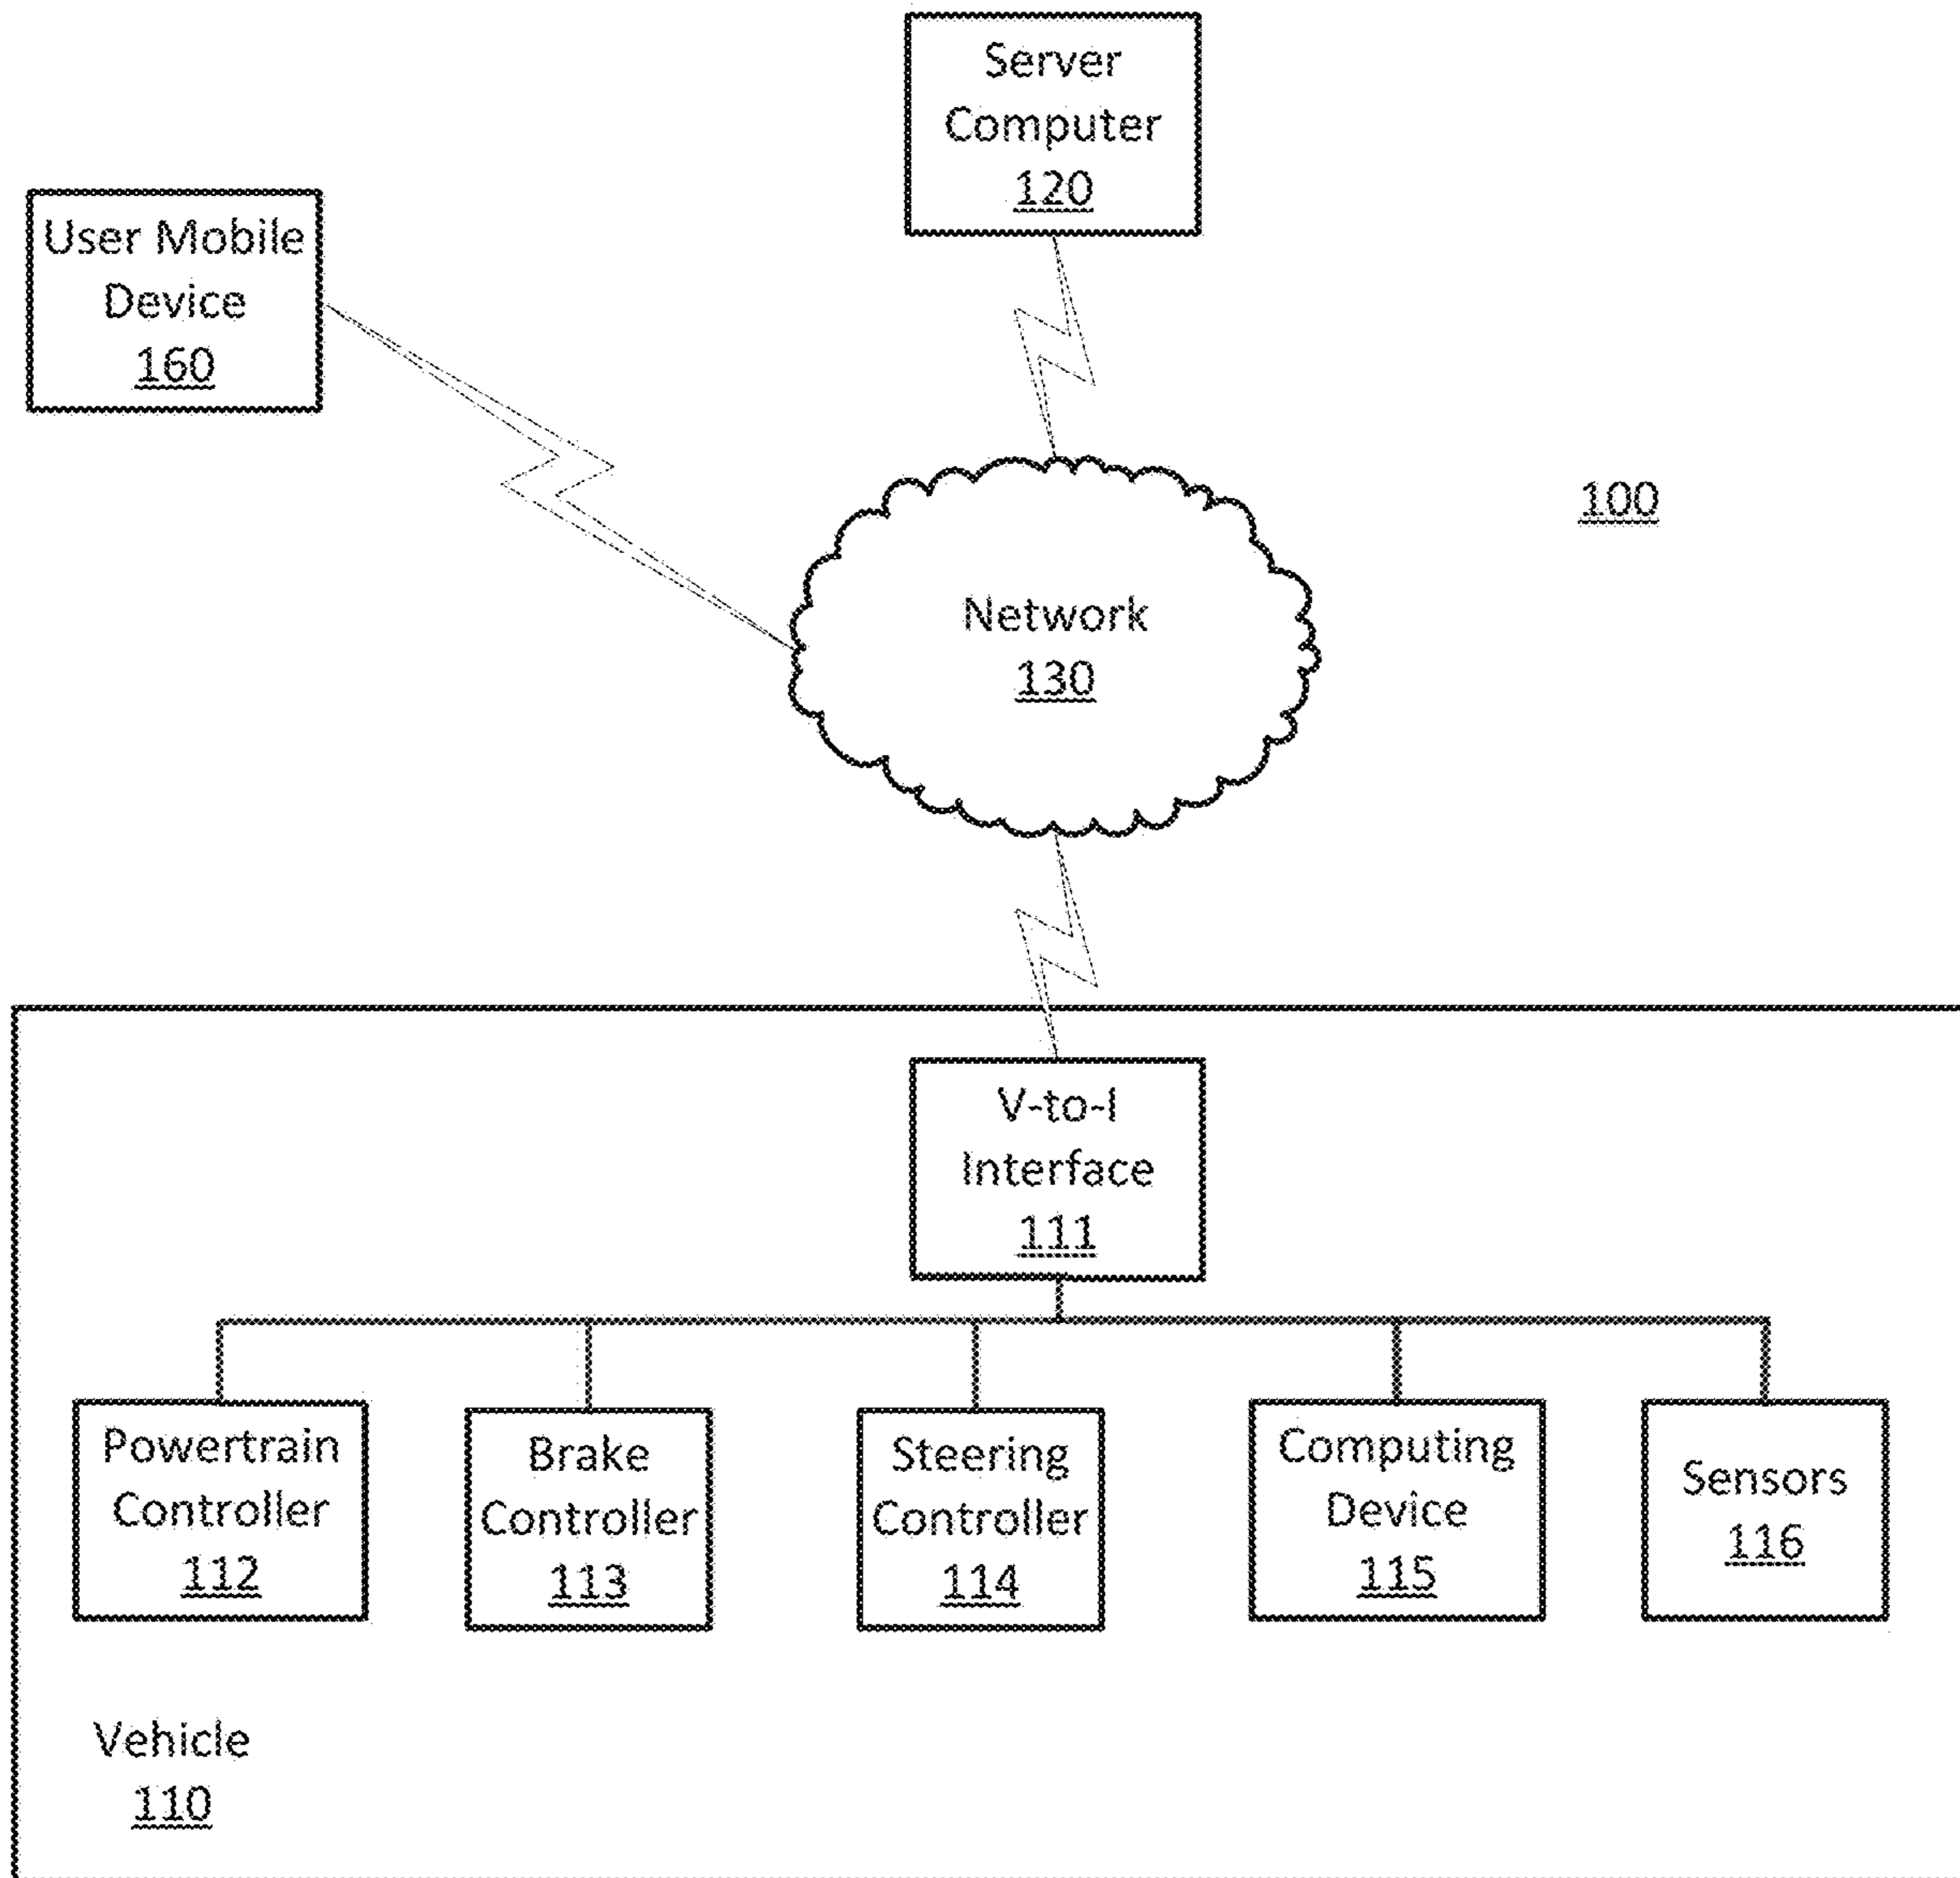 Server
Computer
120
User Mobile
Device
160
100
Network
130
V-to-I
Interface
111
Powertrain
Controller
112
Brake
Controller
113
Steering
Controller
114
Computing
Device
115
Sensors
116
Vehicle
110